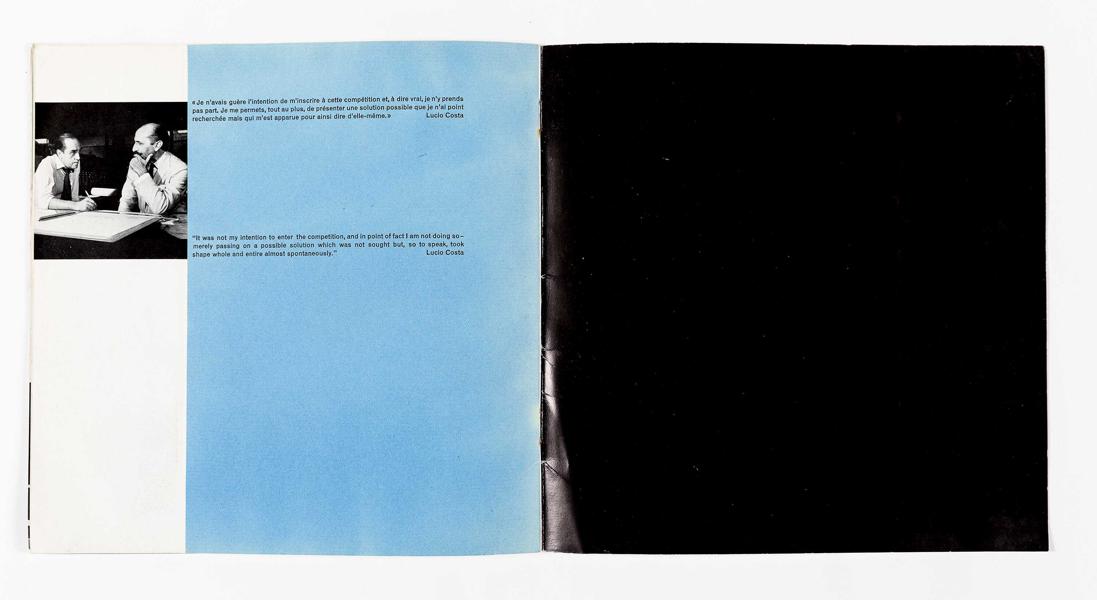 «Je n'avais guère l'intention de m'inscrire à cette compétition et, à dire vrai, je n'y prends
pas part. Je me permets, tout au plus, de présenter une solution possible que je n'ai point
recherchée mais qui m'est apparue pour ainsi dire d'elle-même.» Lucio Costa
"It was not my intention to enter the competition, and in point of fact I am not doing so–
merely passing on a possible solution which was not sought but, so to speak, took
shape whole and entire almost spontaneously." Lucio Costa